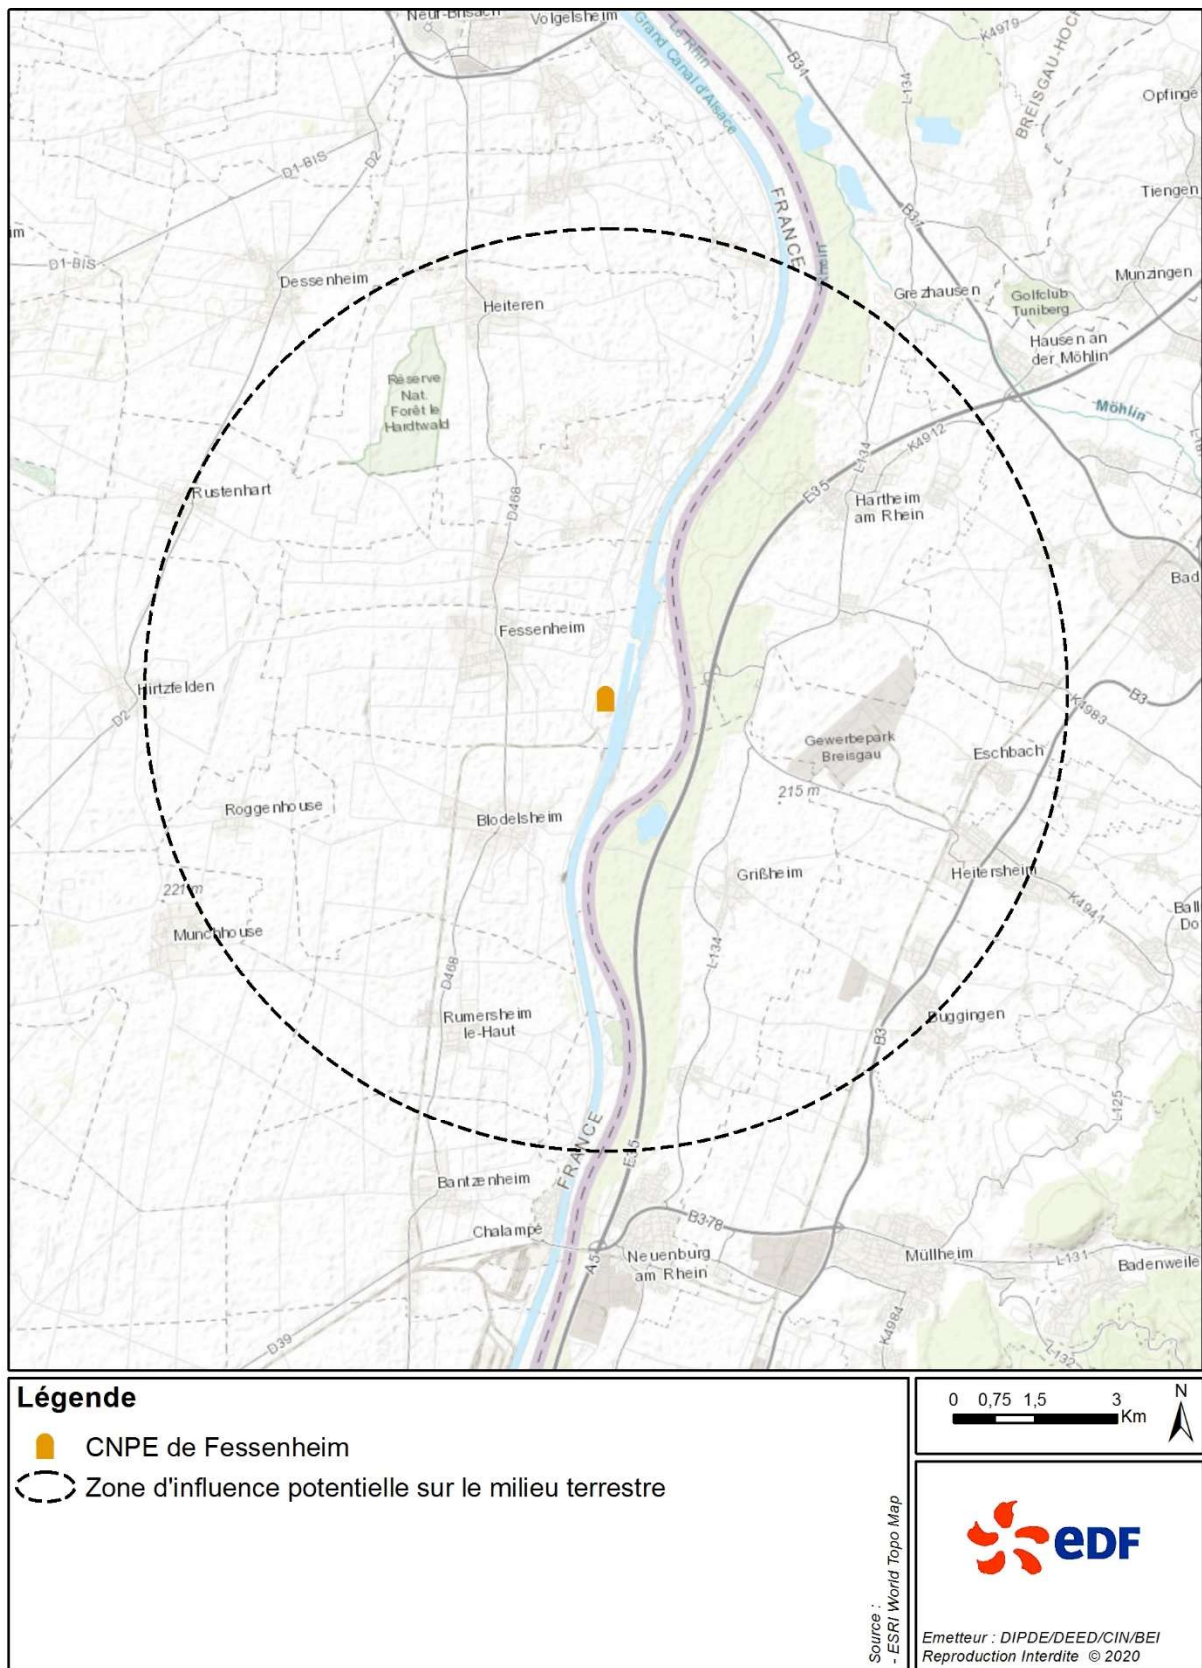 Neuf-Brisach
Volgelsheim
Le Rhin
Grand Canal d'Alsace
B31
L134
K4979
BREISGAU-HOCH
Opfinge
D1-BIS
D2
Tiengen
FRANCE
B31
im
D1-BIS
Dessenheim
Heiteren
Rhein
Grezhausen
Golfclub
Tuniberg
Munzingen
Hausen an
der Möhlin
Réserve
Nat.
Forêt le
Hardtwald
Möhlin
K4912
L134
E35
Rustenhart
D468
Hartheim
am Rhein
Bad
Fessenheim
Hirtzfelden
D2
K4983
B3
Gewerbepark
Breisgau
Eschbach
215 m
Roggenhouse
Blodelsheim
Grißheim
Heitersheim
221 m
K4941
Ball
Do
Munchhouse
L134
D468
Rumersheim
le-Haut
B3
Buggingen
L125
FRANCE
E35
Bantzenheim
Chalampé
B378
A5
Neuenburg
am Rhein
Müllheim
L131
Badenweile
D39
K4984
L132
Légende
CNPE de Fessenheim
Zone d'influence potentielle sur le milieu terrestre
Source :
- ESRI World Topo Map
0 0,75 1,5 3
Km
N
eDF
Emetteur : DIPDE/DEED/CIN/BEI
Reproduction Interdite © 2020